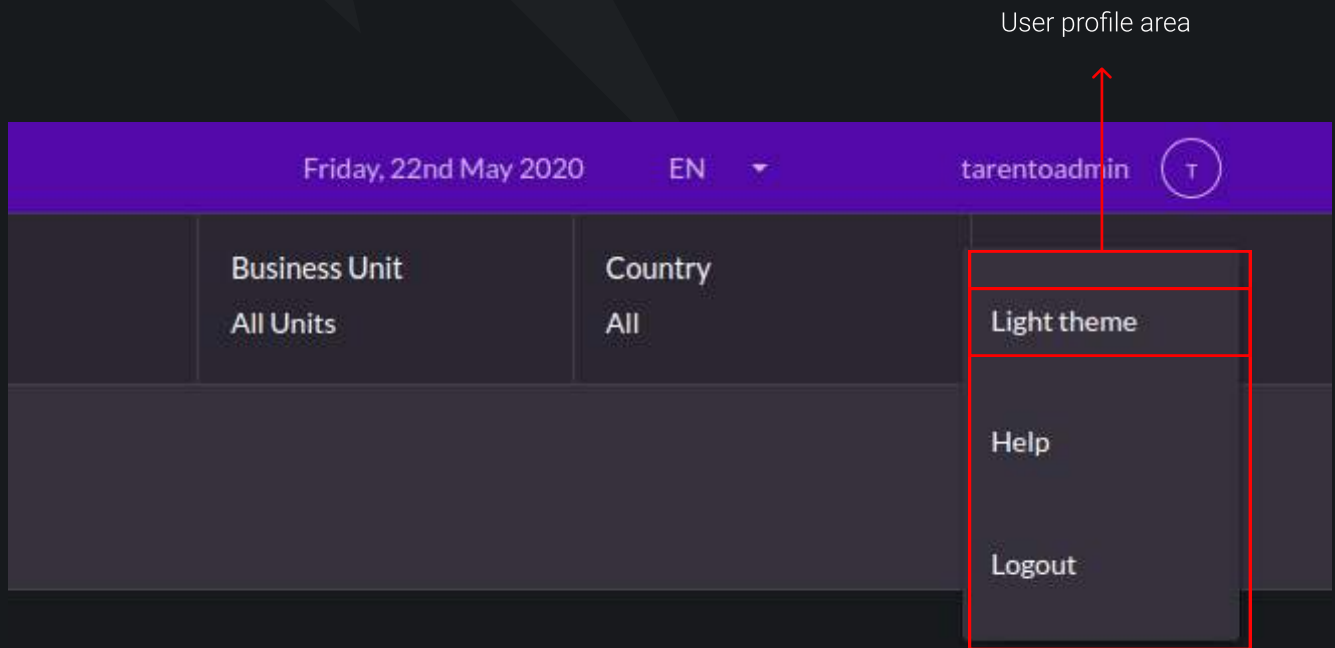 User profile area
Friday, 22nd May 2020 EN tarentoadmin T
Business Unit Country
All Units All Light theme
Help
Logout